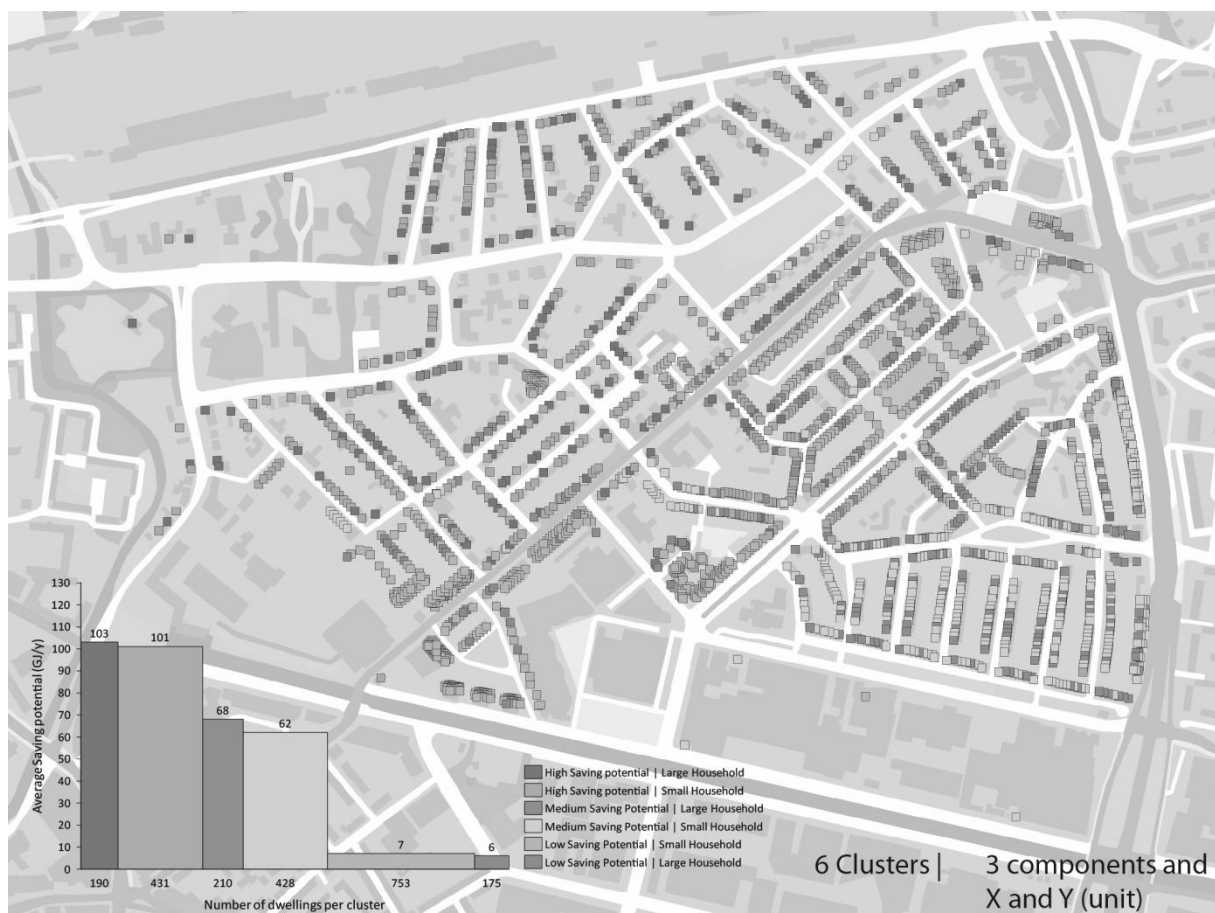 130
120
110
100
90
80
70
60
50
40
30
20
10
0
Average Saving potential (GJ/y)
103
101
68
62
7
6
190
431
210
428
753
175
Number of dwellings per cluster
High Saving potential | Large Household
High Saving potential | Small Household
Medium Saving Potential | Large Household
Medium Saving Potential | Small Household
Low Saving Potential | Small Household
Low Saving Potential | Large Household
6 Clusters |
3 components and
X and Y (unit)